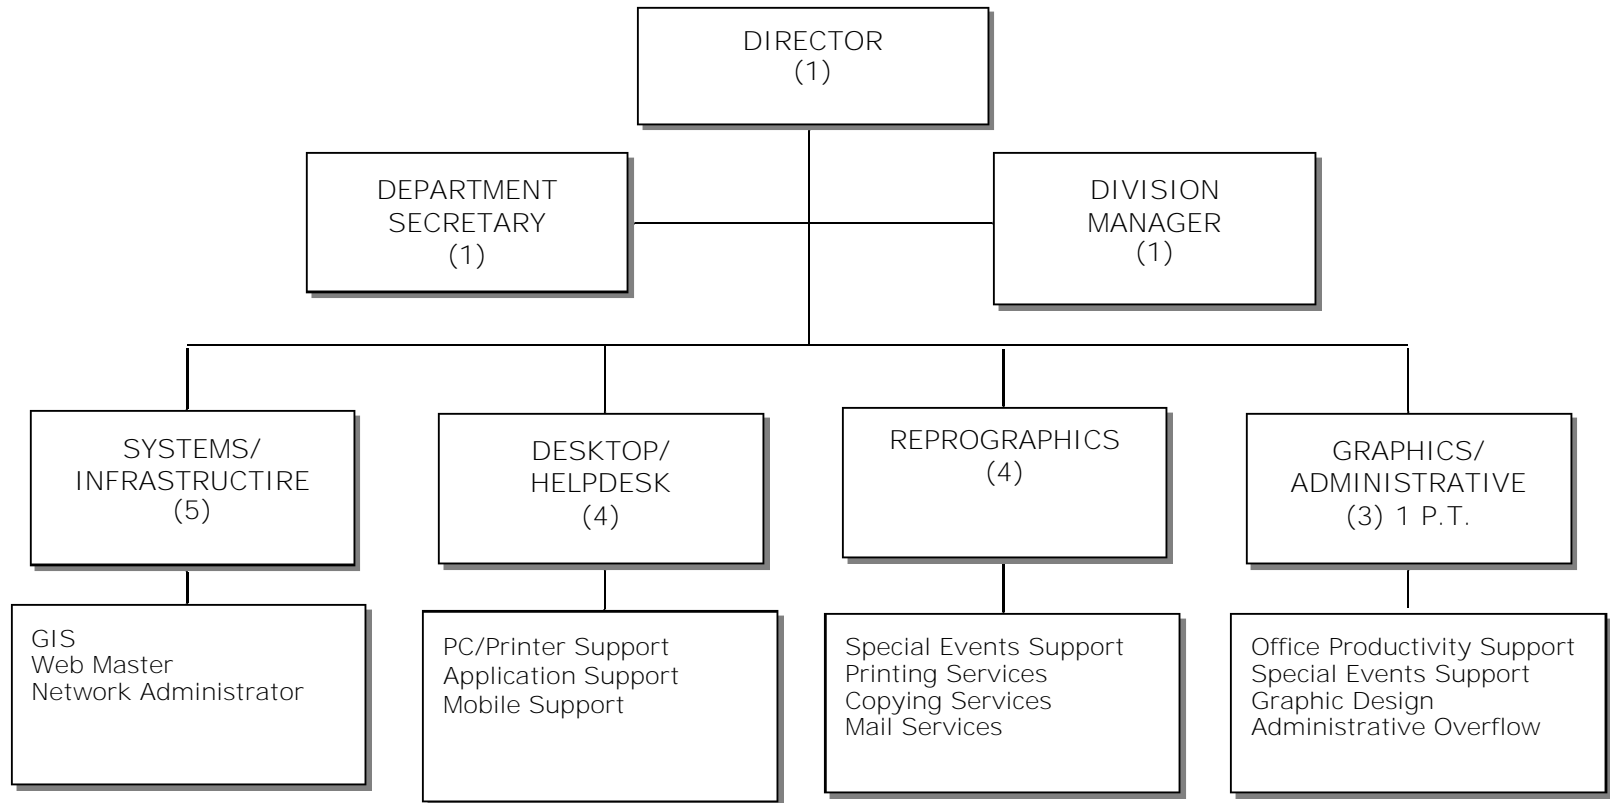 DIRECTOR
(1)
DEPARTMENT
SECRETARY
(1)
DIVISION
MANAGER
(1)
SYSTEMS/
INFRASTRUCTIRE
(5)
DESKTOP/
HELPDESK
(4)
REPROGRAPHICS
(4)
GRAPHICS/
ADMINISTRATIVE
(3) 1 P.T.
GIS
Web Master
Network Administrator
PC/Printer Support
Application Support
Mobile Support
Special Events Support
Printing Services
Copying Services
Mail Services
Office Productivity Support
Special Events Support
Graphic Design
Administrative Overflow